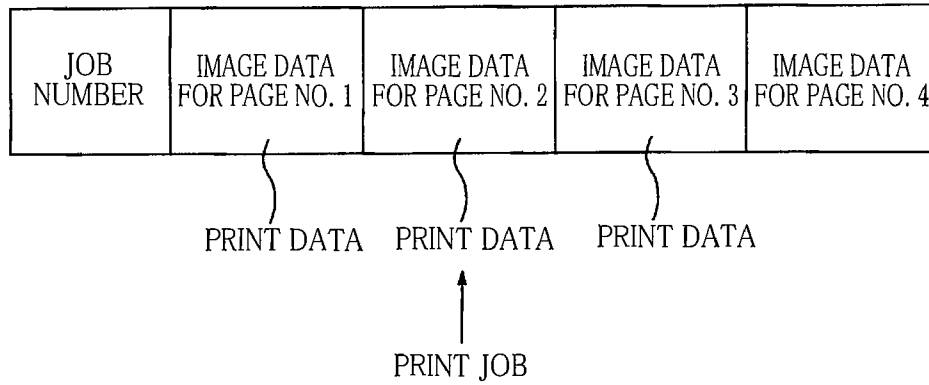 JOB
NUMBER
IMAGE DATA
FOR PAGE NO. 1
IMAGE DATA
FOR PAGE NO. 2
IMAGE DATA
FOR PAGE NO. 3
IMAGE DATA
FOR PAGE NO. 4
PRINT DATA
PRINT DATA
PRINT DATA
PRINT JOB